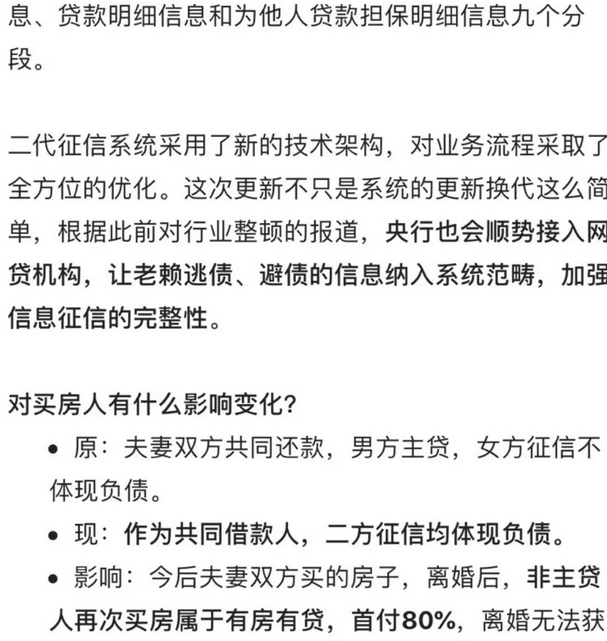 息、贷款明细信息和为他人贷款担保明细信息九个分
段。
二代征信系统采用了新的技术架构，对业务流程采取了
全方位的优化。这次更新不只是系统的更新换代这么简
单，根据此前对行业整顿的报道，央行也会顺势接入网
贷机构，让老赖逃债、避债的信息纳入系统范畴，加强
信息征信的完整性。
对买房人有什么影响变化？
• 原：夫妻双方共同还款，男方主贷，女方征信不
体现负债。
• 现：作为共同借款人，二方征信均体现负债。
• 影响：今后夫妻双方买的房子，离婚后，非主贷
人再次买房属于有房有贷，首付80%，离婚无法获